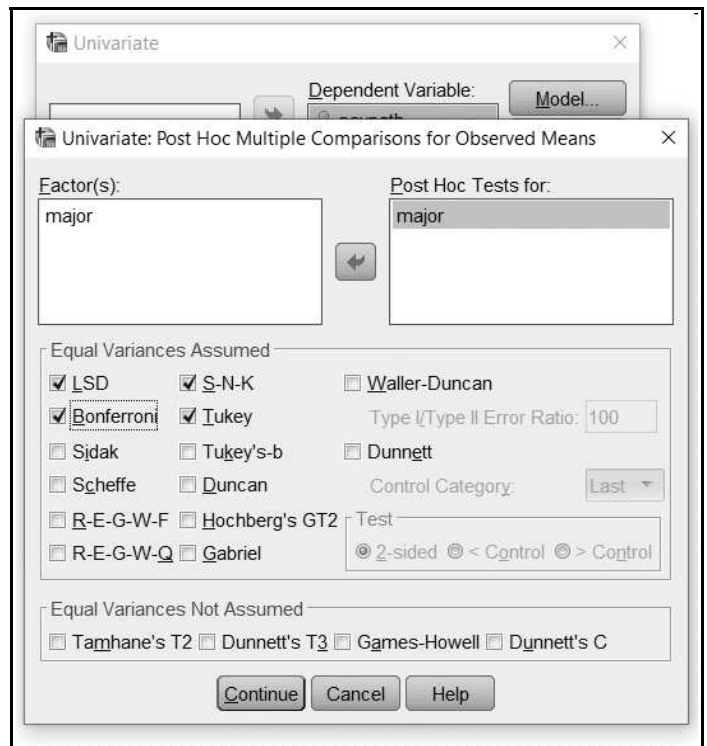 Univariate
Dependent Variable:
Model...
Univariate: Post Hoc Multiple Comparisons for Observed Means
Factor(s):
Post Hoc Tests for:
major
major
Equal Variances Assumed
LSD
S-N-K
Waller-Duncan
Bonferroni
Tukey
Type I/Type II Error Ratio: 100
Sidak
Tukey's-b
Dunnett
Scheffe
Duncan
Control Category: Last
R-E-G-W-F
Hochberg's GT2
Test
R-E-G-W-Q
Gabriel
2-sided
< Control
> Control
Equal Variances Not Assumed
Tamhane's T2
Dunnett's T3
Games-Howell
Dunnett's C
Continue
Cancel
Help